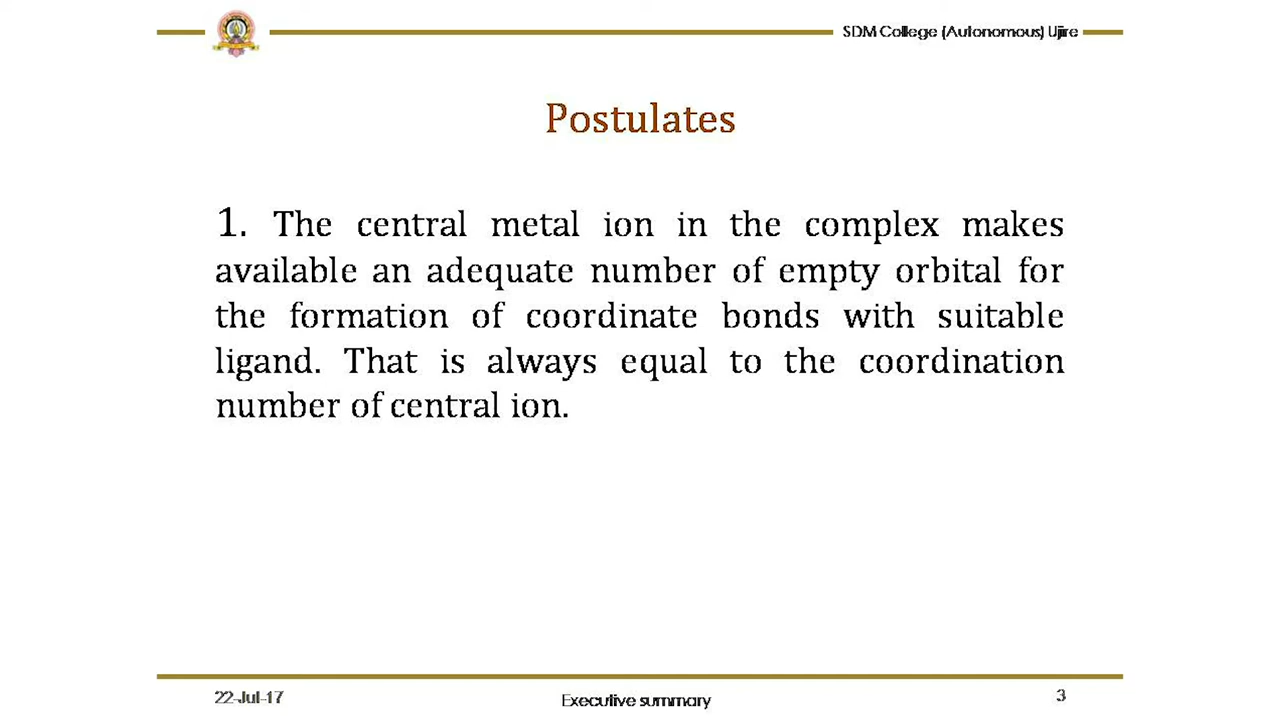 SDM College (Autonomous) Ujire
Postulates
1. The central metal ion in the complex makes
available an adequate number of empty orbital for
the formation of coordinate bonds with suitable
ligand. That is always equal to the coordination
number of central ion.
22-Jul-17
Executive summary
3